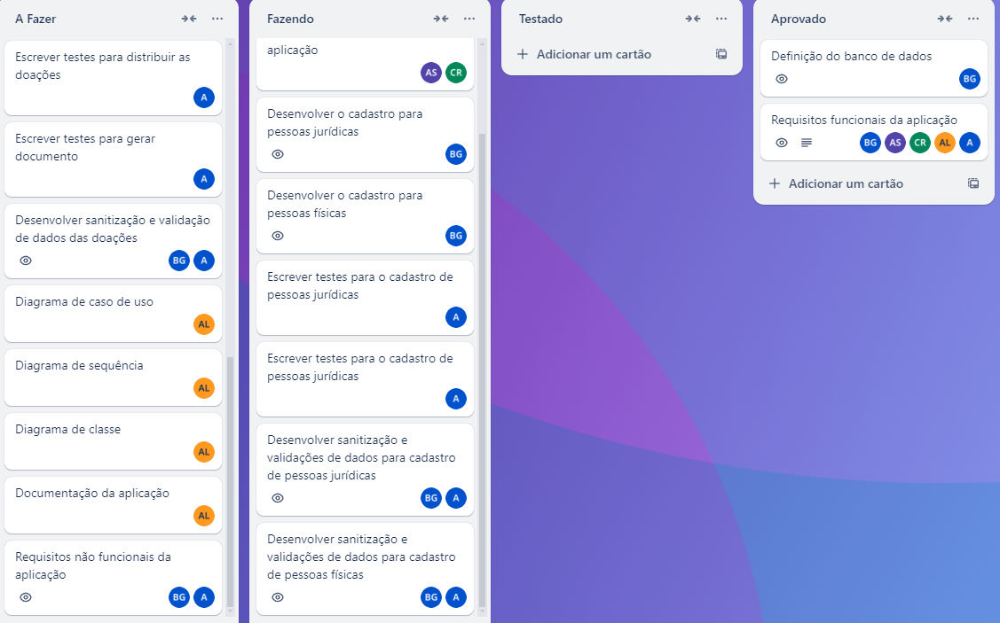 A Fazer
Escrever testes para distribuir as
doações
A
Escrever testes para gerar
documento
A
Desenvolver sanitização e validação
de dados das doações
BG A
Diagrama de caso de uso
AL
Diagrama de sequência
AL
Diagrama de classe
AL
Documentação da aplicação
AL
Requisitos não funcionais da
aplicação
BG A
Fazendo
aplicação
AS CR
Desenvolver o cadastro para
pessoas jurídicas
BG
Desenvolver o cadastro para
pessoas físicas
BG
Escrever testes para o cadastro de
pessoas jurídicas
A
Escrever testes para o cadastro de
pessoas jurídicas
A
Desenvolver sanitização e
validações de dados para cadastro
de pessoas jurídicas
BG A
Desenvolver sanitização e
validações de dados para cadastro
de pessoas físicas
BG A
Testado
Adicionar um cartão
Aprovado
Definição do banco de dados
BG
Requisitos funcionais da aplicação
BG AS CR AL A
Adicionar um cartão